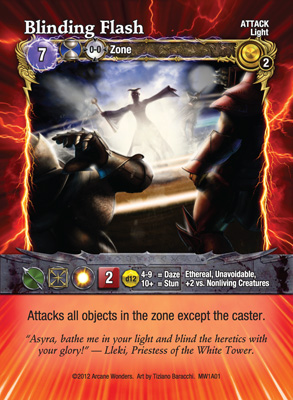 Blinding Flash
ATTACK
Light
7
0-0 Zone
2
2
d12
4-9 = Daze
10+ = Stun
Ethereal, Unavoidable,
+2 vs. Nonliving Creatures
Attacks all objects in the zone except the caster.
"Asyra, bathe me in your light and blind the heretics with
your glory!" — Lleki, Priestess of the White Tower.
©2012 Arcane Wonders. Art by Tiziano Baracchi. MW1A01